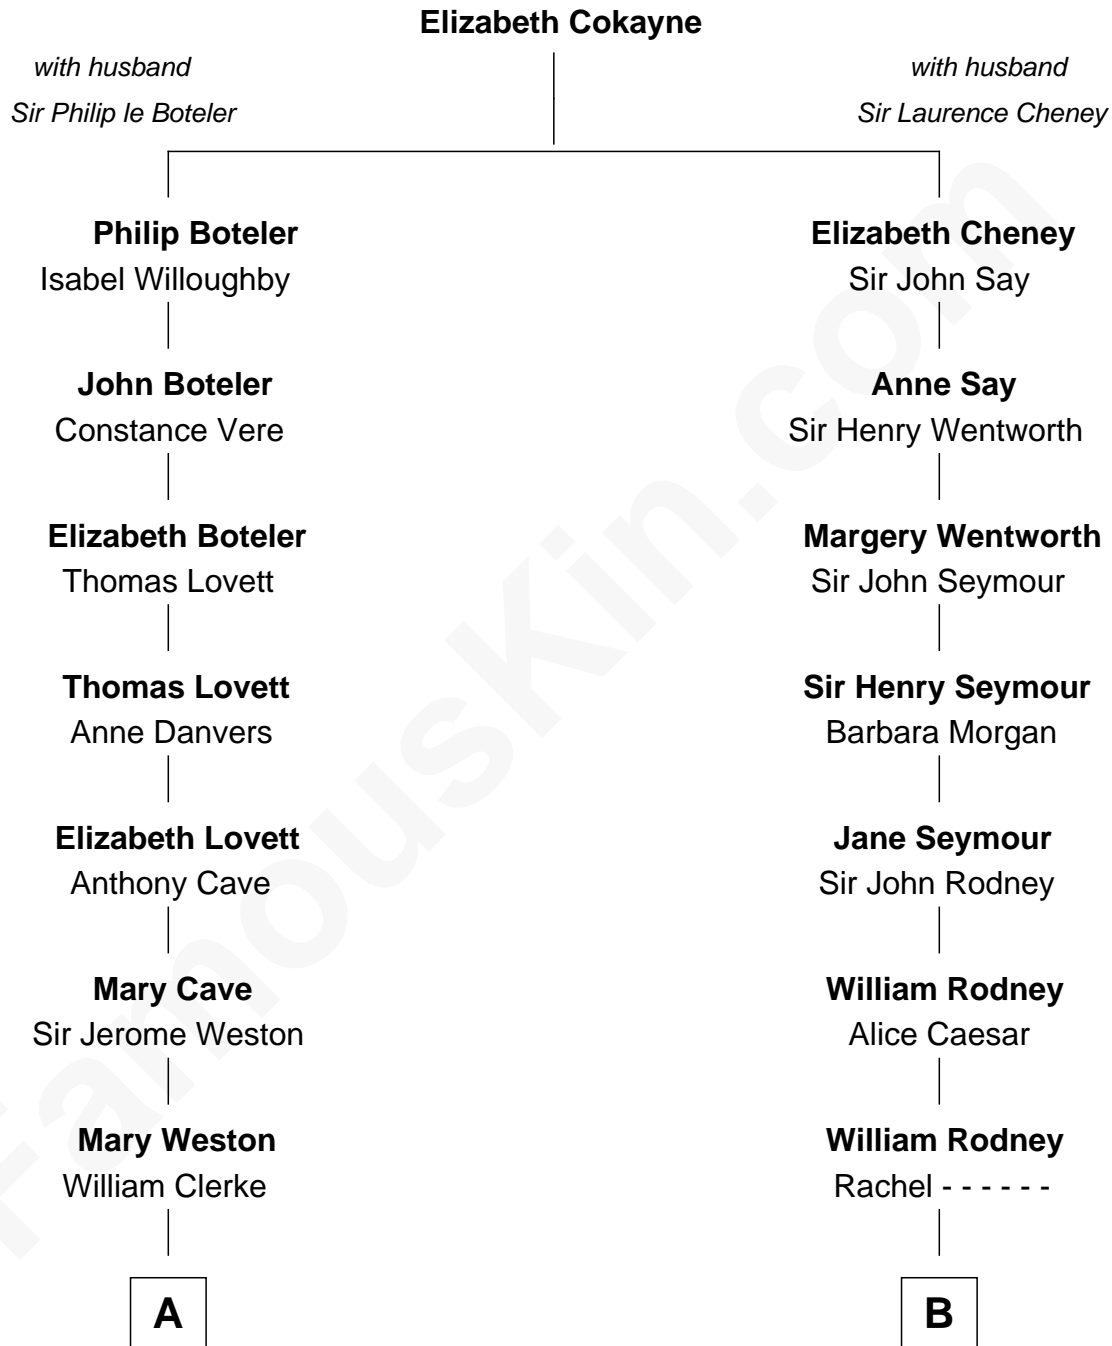 Elizabeth Cokayne
with husband
Sir Philip le Boteler
with husband
Sir Laurence Cheney
Philip Boteler
Isabel Willoughby
Elizabeth Cheney
Sir John Say
John Boteler
Constance Vere
Anne Say
Sir Henry Wentworth
Elizabeth Boteler
Thomas Lovett
Margery Wentworth
Sir John Seymour
Thomas Lovett
Anne Danvers
Sir Henry Seymour
Barbara Morgan
Elizabeth Lovett
Anthony Cave
Jane Seymour
Sir John Rodney
Mary Cave
Sir Jerome Weston
William Rodney
Alice Caesar
Mary Weston
William Clerke
William Rodney
Rachel - - - - - -
A
B
FamousKin.com